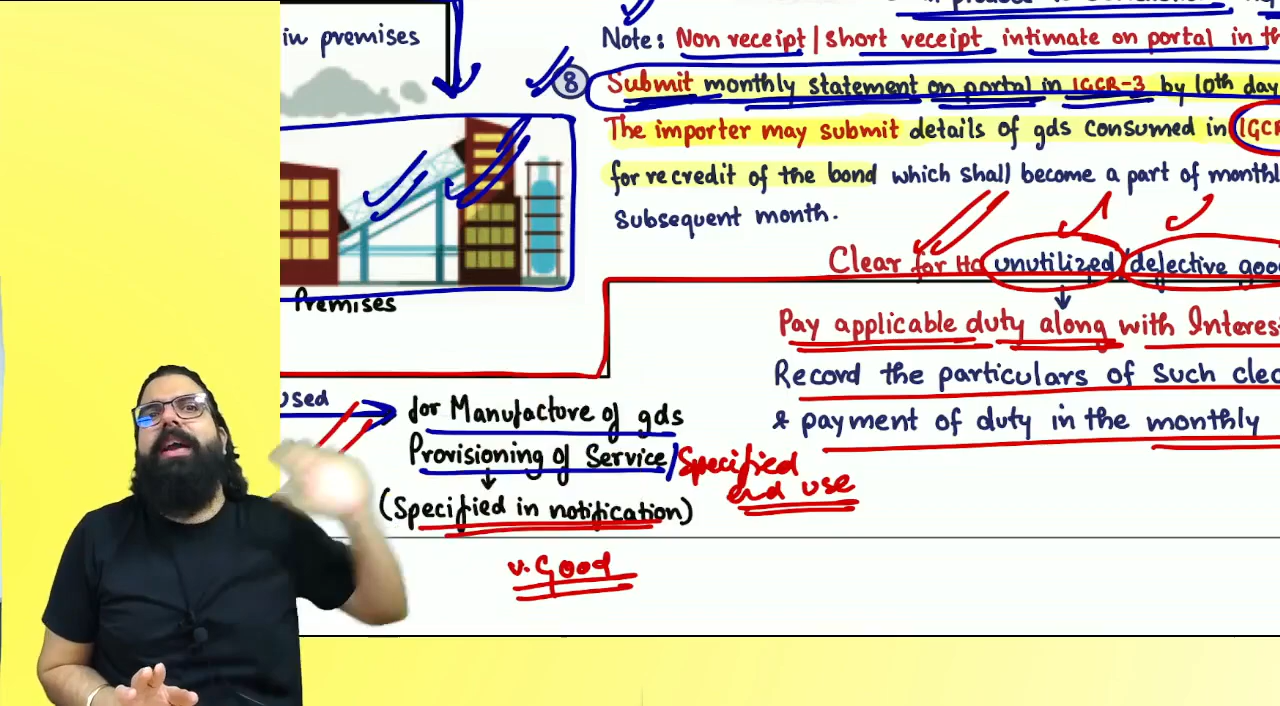 in premises
Note: Non receipt | short receipt intimate on portal in th
8 Submit monthly statement on portal in IGCR-3 by 10th day
The importer may submit details of gds consumed in IGCR
for recredit of the bond which shall become a part of monthl
Subsequent month.
Clear for Ho unutilized defective goo
Premises
Pay applicable duty along with Interes
Record the particulars of Such clea
& payment of duty in the monthly
used
for Manufacture of gds
Provisioning of Service/Specified
end use
(Specified in notification)
v. Good